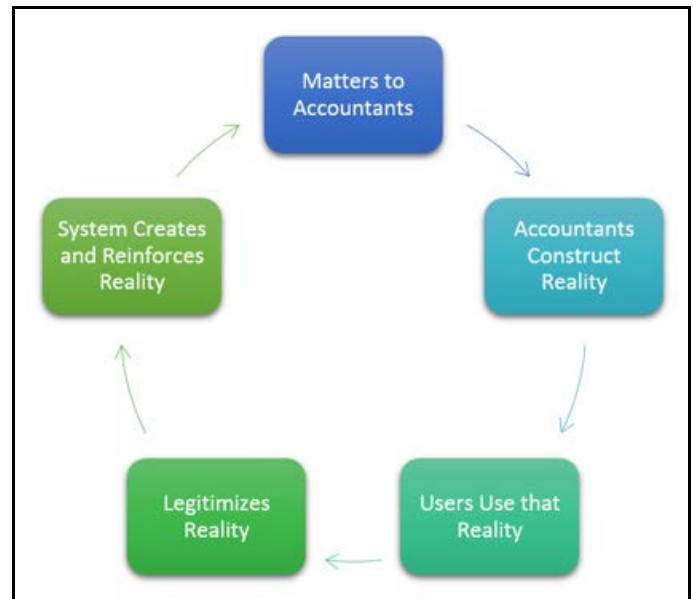 Matters to
Accountants
Accountants
Construct
Reality
Users Use that
Reality
Legitimizes
Reality
System Creates
and Reinforces
Reality